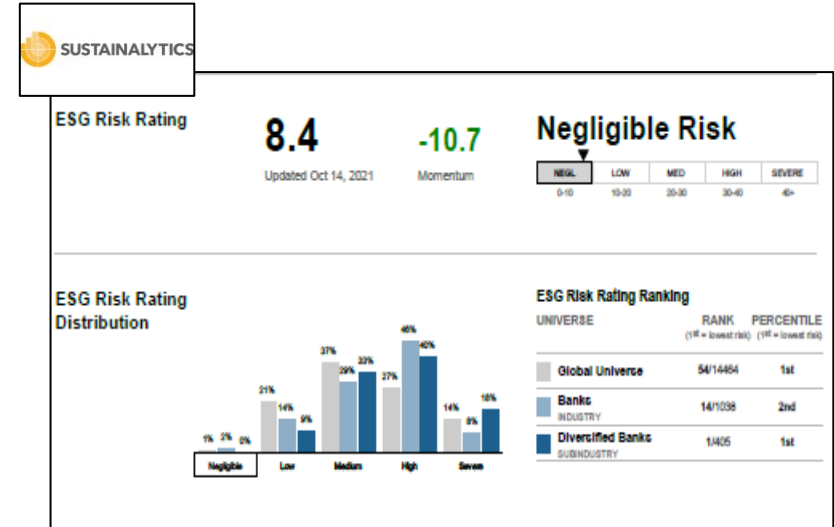 SUSTAINALYTICS
ESG Risk Rating
8.4
Updated Oct 14, 2021
-10.7
Momentum
Negligible Risk
NEGL LOW MED HIGH SEVERE
0-10 10-20 20-30 30-40 40+
ESG Risk Rating
Distribution
46%
40%
37%
33%
29%
27%
21%
14%
9%
14%
8%
1% 2% 0%
Negligible Low Medium High Severe
ESG Risk Rating Ranking
UNIVERSE RANK PERCENTILE
(1st = lowest risk) (1st = lowest risk)
Global Universe 54/14464 1st
Banks 14/1038 2nd
INDUSTRY
Diversified Banks 1/405 1st
SUBINDUSTRY